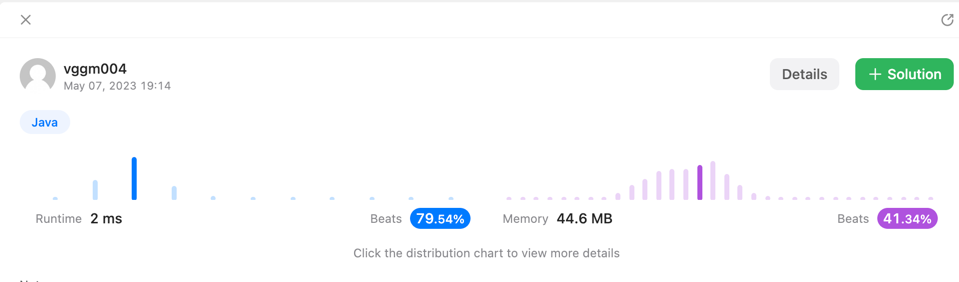 vggm004
May 07, 2023 19:14
Details
+ Solution
Java
Runtime 2 ms Beats 79.54% Memory 44.6 MB Beats 41.34%
Click the distribution chart to view more details